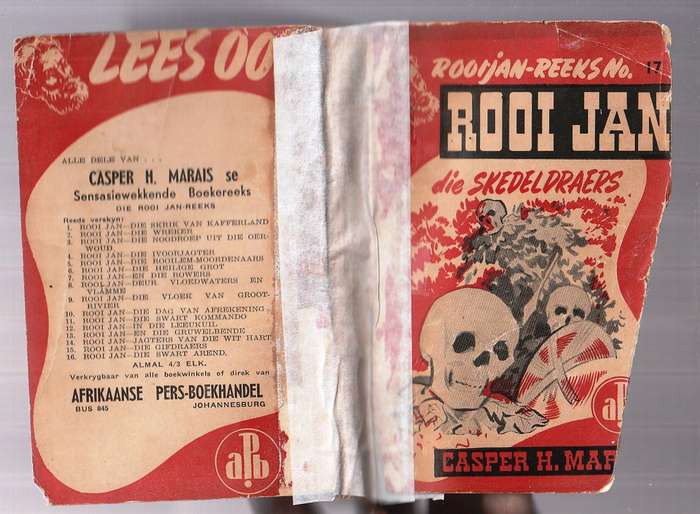 LEES OO
ALLE DELE VAN . . .
CASPER H. MARAIS se
Sensasiewekkende Boekereeks
DIE ROOI JAN-REEKS
Reeds verskyn:
1. ROOI JAN—DIE SKRIK VAN KAFFERLAND
2. ROOI JAN—DIE WREKER
3. ROOI JAN—DIE NOODROEP UIT DIE OER-
WOUD
4. ROOI JAN—DIE IVOORJAGTER
5. ROOI JAN—DIE ROOILEM-MOORDENAARS
6. ROOI JAN—DIE HEILIGE GROT
7. ROOI JAN—EN DIE ROWERS
8. ROOI JAN—DEUR VLOEDWATERS EN
VLAMME
9. ROOI JAN—DIE VLOEK VAN GROOT-
RIVIER
10. ROOI JAN—DIE DAG VAN AFREKENING
11. ROOI JAN—DIE SWART KOMMANDO
12. ROOI JAN—IN DIE LEEUKUIL
13. ROOI JAN—EN DIE GRUWELBENDE
14. ROOI JAN—JAGTERS VAN DIE WIT HART
15. ROOI JAN—DIE GIFDRAERS
16. ROOI JAN—DIE SWART AREND.
ALMAL 4/3 ELK.
Verkrygbaar van alle boekwinkels of direk van
AFRIKAANSE PERS-BOEKHANDEL
BUS 845 JOHANNESBURG
aPb
ROOIJAN-REEKS No. 17
ROOI JAN
die SKEDELDRAERS
aPb
CASPER H. MAR